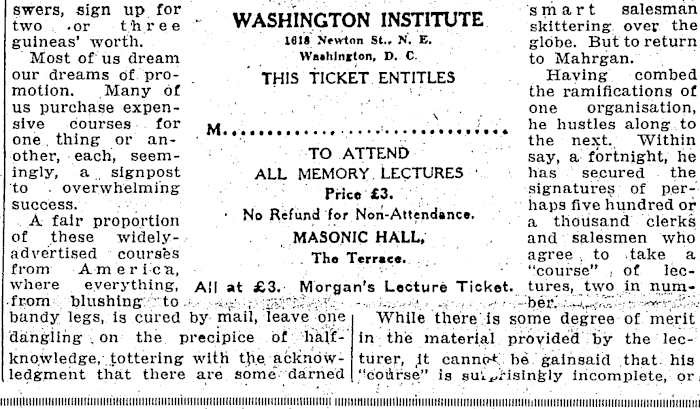 swers, sign up for
two or three
guineas' worth.
Most of us dream
our dreams of pro-
motion. Many of
us purchase expen-
sive courses for
one thing or an-
other, each, seem-
ingly, a signpost
to overwhelming
success.
A fair proportion
of these widely-
advertised courses
from America,
where everything,
from blushing to
bandy legs, is cured by mail, leave one
dangling on the precipice of half-
knowledge, tottering with the acknow-
ledgment that there are some darned
WASHINGTON INSTITUTE
1618 Newton St., N. E.
Washington, D. C.
THIS TICKET ENTITLES
M....................................
TO ATTEND
ALL MEMORY LECTURES
Price £3.
No Refund for Non-Attendance.
MASONIC HALL,
The Terrace.
All at £3. Morgan's Lecture Ticket.
smart salesman
skittering over the
globe. But to return
to Mahrgan.
Having combed
the ramifications of
one organisation,
he hustles along to
the next. Within
say, a fortnight, he
has secured the
signatures of per-
haps five hundred or
a thousand clerks
and salesmen who
agree to take a
"course" of lec-
tures, two in num-
ber.
While there is some degree of merit
in the material provided by the lec-
turer, it cannot be gainsaid that his
"course" is surprisingly incomplete, or